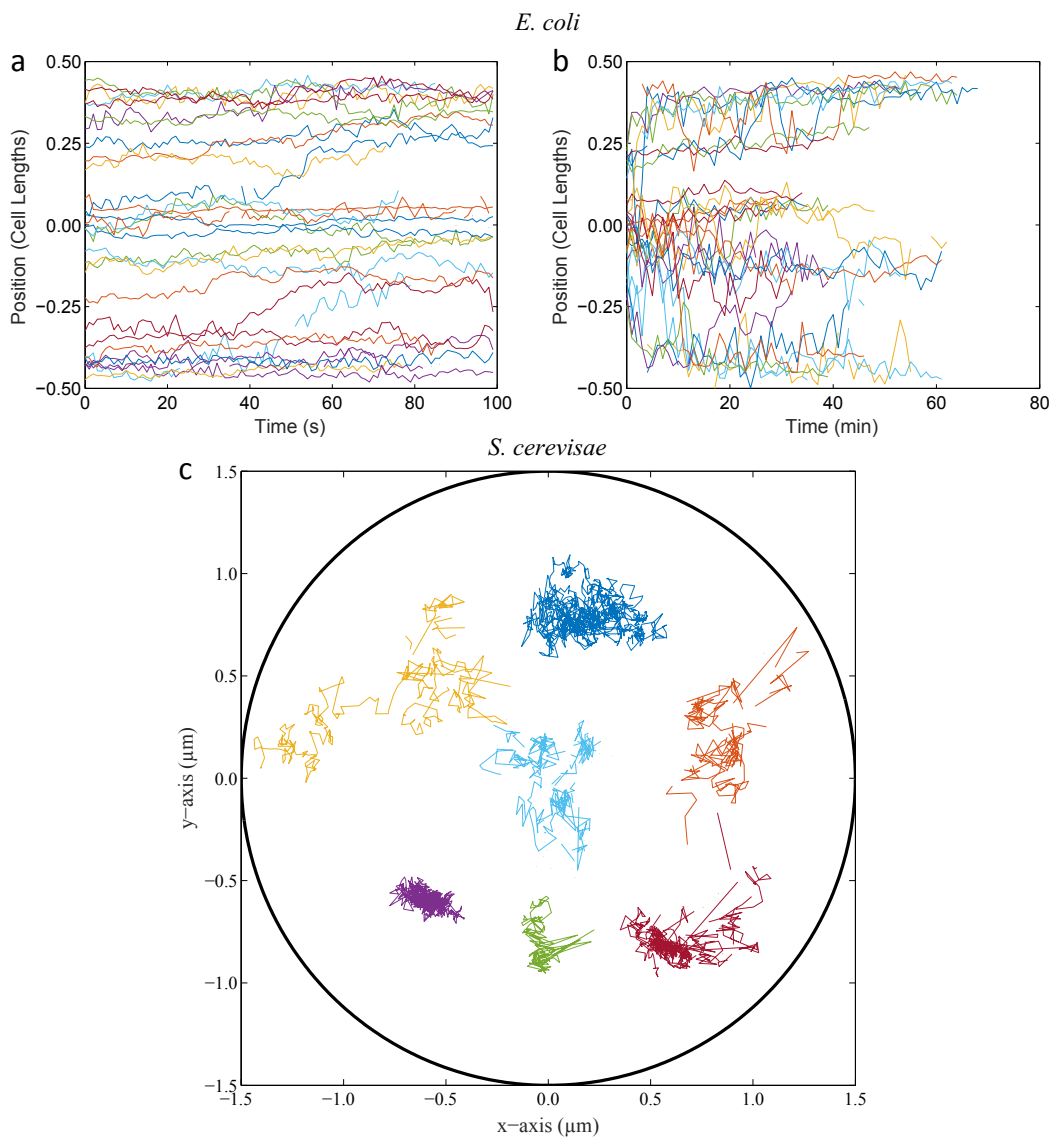 E. coli
a
b
0.50
0.25
0.00
−0.25
−0.50
Position (Cell Lengths)
0 20 40 60 80 100
Time (s)
0.50
0.25
0.00
−0.25
−0.50
Position (Cell Lengths)
0 20 40 60 80
Time (min)
S. cerevisae
c
1.5
1.0
0.5
0.0
−0.5
−1.0
−1.5
y−axis (μm)
−1.5 −1.0 −0.5 0.0 0.5 1.0 1.5
x−axis (μm)